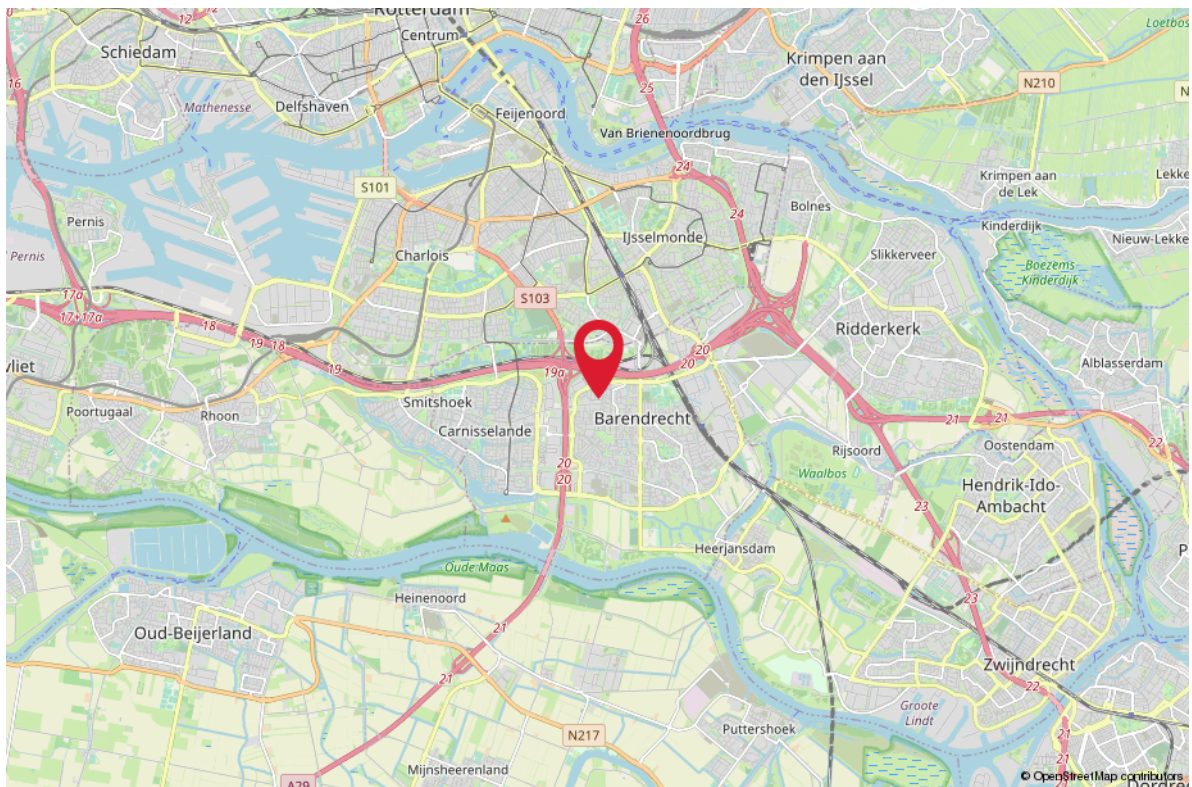 Rotterdam
Centrum
26
12
Schiedam
Krimpen aan
den IJssel
Loetbos
16
N210
25
Mathenesse
Delfshaven
Feijenoord
Van Brienenoordbrug
24
S101
Krimpen aan
de Lek
Lekke
Pernis
24
Bolnes
Kinderdijk
IJsselmonde
Nieuw-Lekke
Pernis
Charlois
Slikkerveer
Boezems
Kinderdijk
17a
17+17a
S103
18
19
18
Ridderkerk
20
vliet
19
19a
20
Alblasserdam
Poortugaal
Rhoon
Smitshoek
Barendrecht
21
21
22
Carnisselande
Rijsoord
Oostendam
20
20
Waalbos
Hendrik-Ido-
Ambacht
23
Heerjansdam
Oude Maas
Heinenoord
23
Oud-Beijerland
21
21
Zwijndrecht
22
Groote
Lindt
Puttershoek
N217
21
21
Mijnsheerenland
A29
© OpenStreetMap contributors